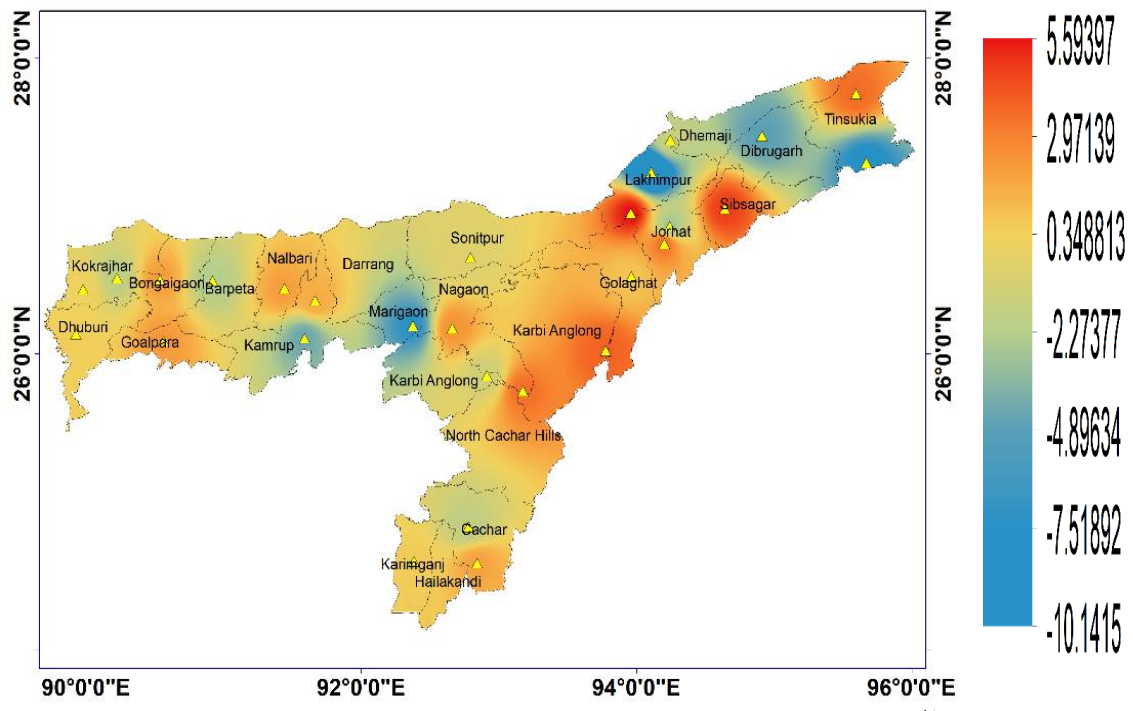 28°0'0"N
28°0'0"N
5.59397
Tinsukia
Dhemaji
2.97139
Dibrugarh
Lakhimpur
Sibsagar
Jorhat
0.348813
Sonitpur
Nalbari
Darrang
Kokrajhar
Bongaigaon
Barpeta
Nagaon
Golaghat
Marigaon
Dhuburi
Karbi Anglong
-2.27377
Goalpara
Kamrup
26°0'0"N
26°0'0"N
Karbi Anglong
-4.89634
North Cachar Hills
Cachar
-7.51892
Karimganj
Hailakandi
-10.1415
90°0'0"E
92°0'0"E
94°0'0"E
96°0'0"E